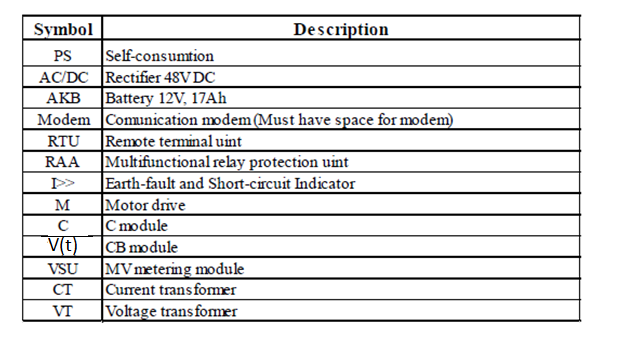 Symbol Description
PS Self-consumtion
AC/DC Rectifier 48V DC
AKB Battery 12V, 17Ah
Modem Comunication modem (Must have space for modem)
RTU Remote terminal uint
RAA Multifunctional relay protection uint
I>> Earth-fault and Short-circuit Indicator
M Motor drive
C C module
V(t) CB module
VSU MV metering module
CT Current transformer
VT Voltage transformer